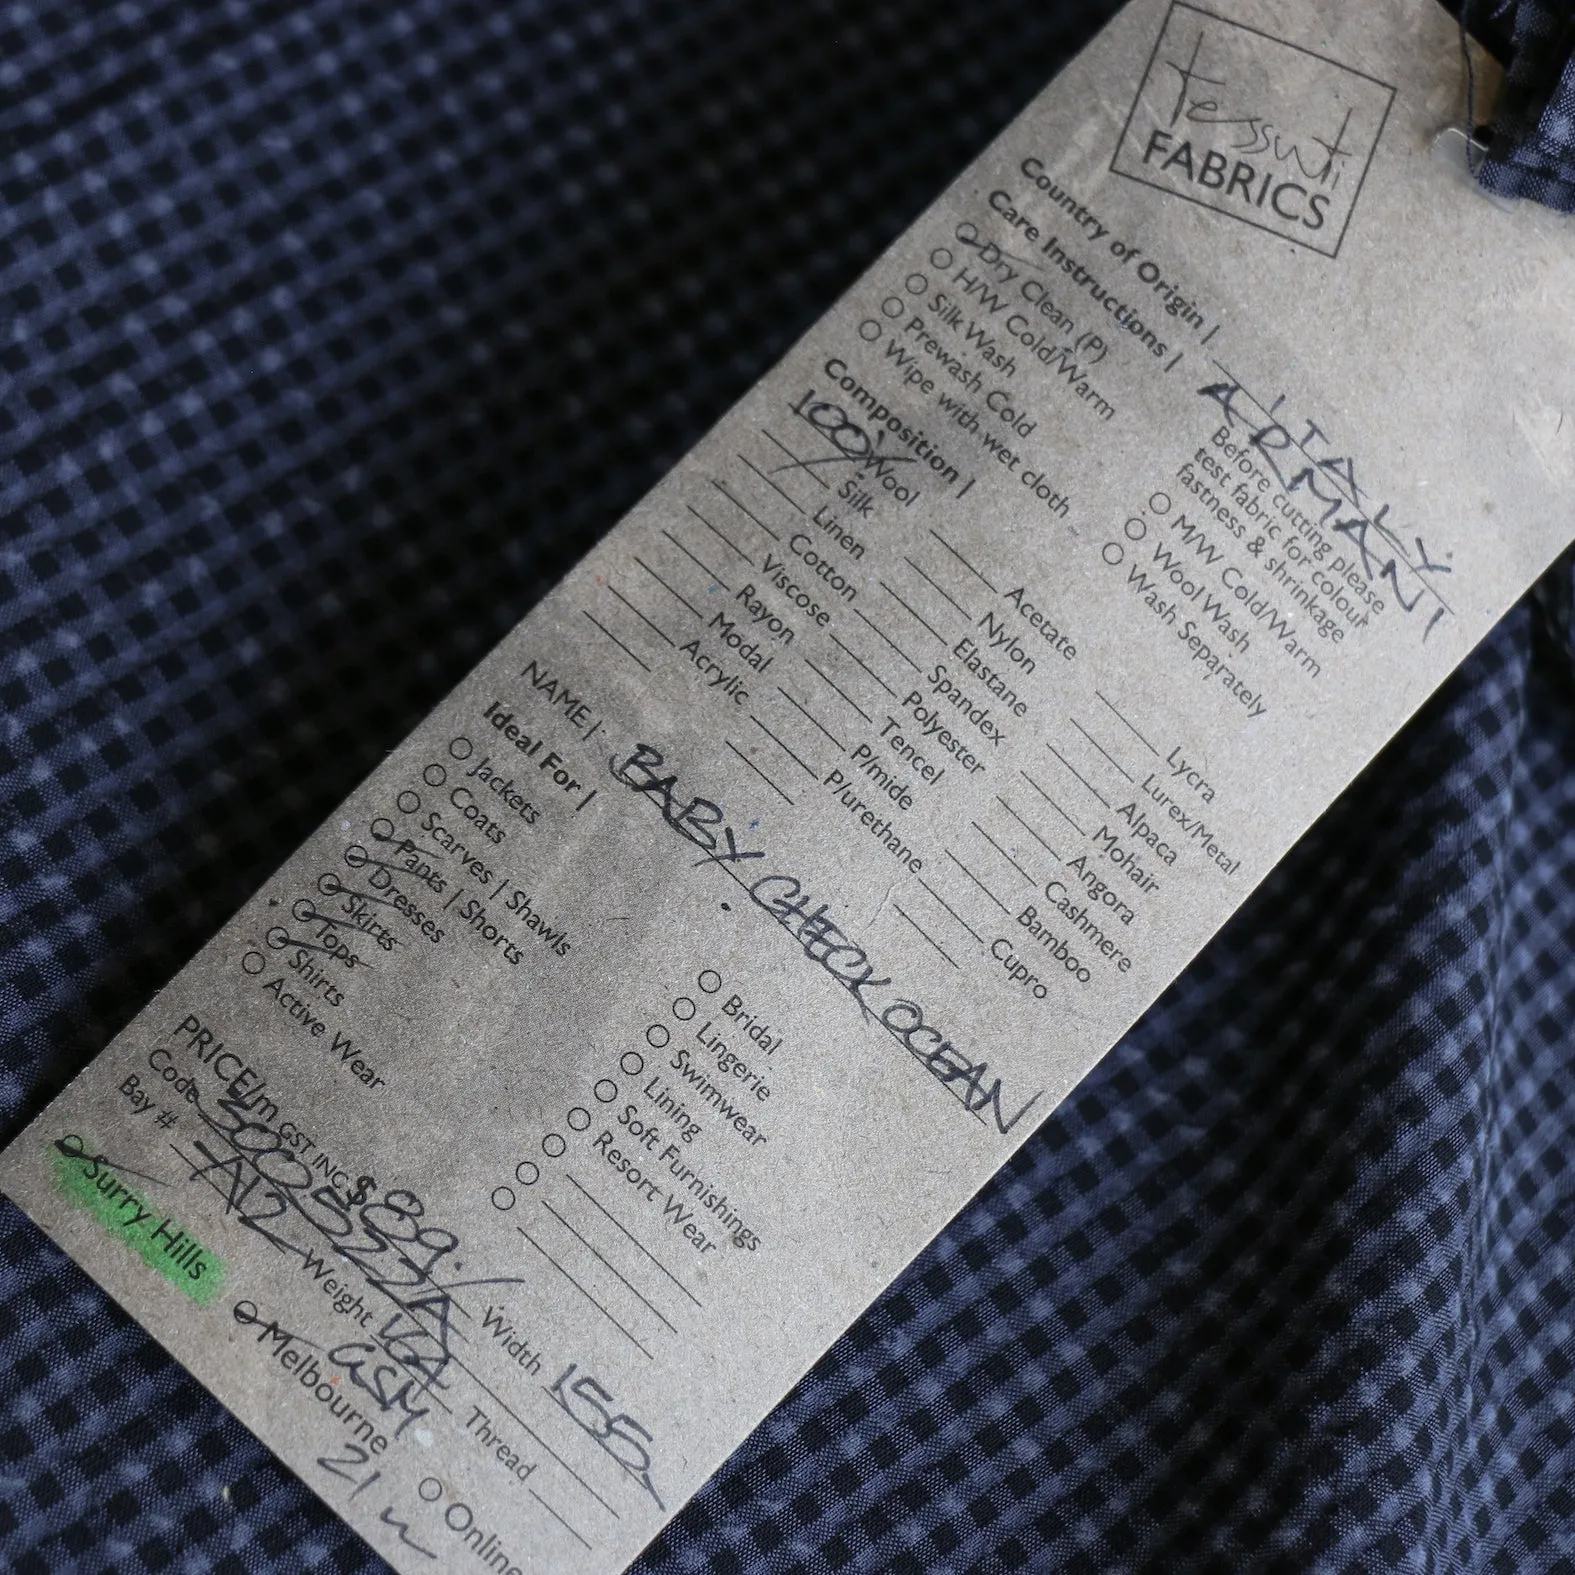 tessuti
FABRICS
Country of Origin | ITALY
Care Instructions | ARMANI
Dry Clean (P)
H/W Cold/Warm
Silk Wash
Prewash Cold
Wipe with wet cloth
Before cutting please
test fabric for colour
fastness & shrinkage
M/W Cold/Warm
Wool Wash
Wash Separately
Composition |
100% Wool
Silk
Linen
Cotton
Viscose
Rayon
Modal
Acrylic
Acetate
Nylon
Elastane
Spandex
Polyester
Tencel
P/mide
P/urethane
Lycra
Lurex/Metal
Alpaca
Mohair
Angora
Cashmere
Bamboo
Cupro
NAME | BABY CHECK OCEAN
Ideal For |
Jackets
Coats
Scarves | Shawls
Pants | Shorts
Dresses
Skirts
Tops
Shirts
Active Wear
Bridal
Lingerie
Swimwear
Lining
Soft Furnishings
Resort Wear
PRICE/m GST INC $ 89.
Code
Width 155
Bay # A12 Weight Thread
GSM
Surry Hills Melbourne Online
21